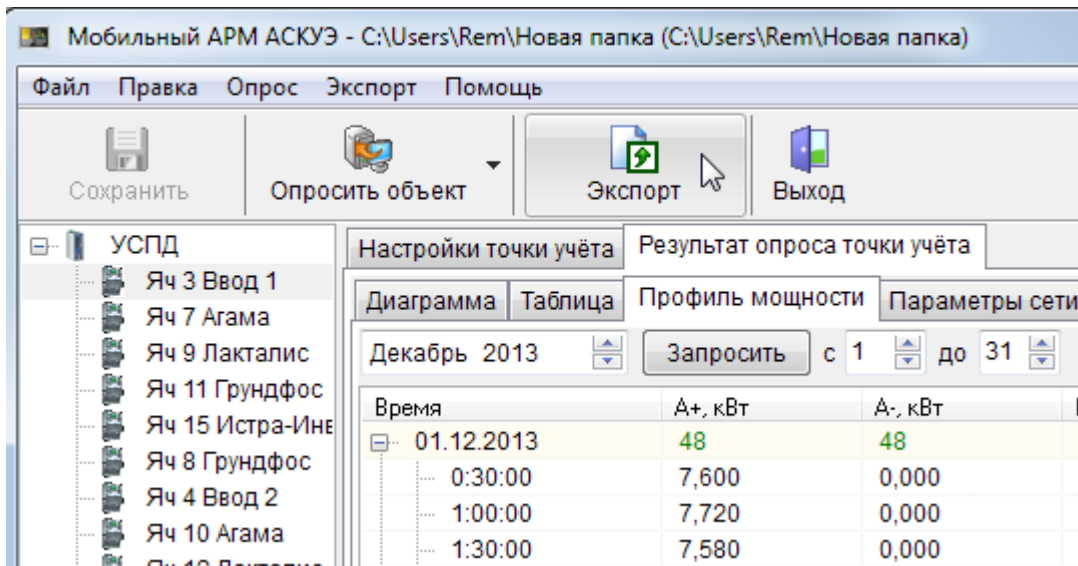 Мобильный АРМ АСКУЭ - C:\Users\Rem\Новая папка (C:\Users\Rem\Новая папка)
Файл Правка Опрос Экспорт Помощь
Сохранить Опросить объект Экспорт Выход
УСПД
Яч 3 Ввод 1
Яч 7 Агама
Яч 9 Лакталис
Яч 11 Грундфос
Яч 15 Истра-Инв
Яч 8 Грундфос
Яч 4 Ввод 2
Яч 10 Агама
Настройки точки учёта Результат опроса точки учёта
Диаграмма Таблица Профиль мощности Параметры сети
Декабрь 2013 Запросить с 1 до 31
Время А+, кВт А-, кВт
01.12.2013 48 48
0:30:00 7,600 0,000
1:00:00 7,720 0,000
1:30:00 7,580 0,000